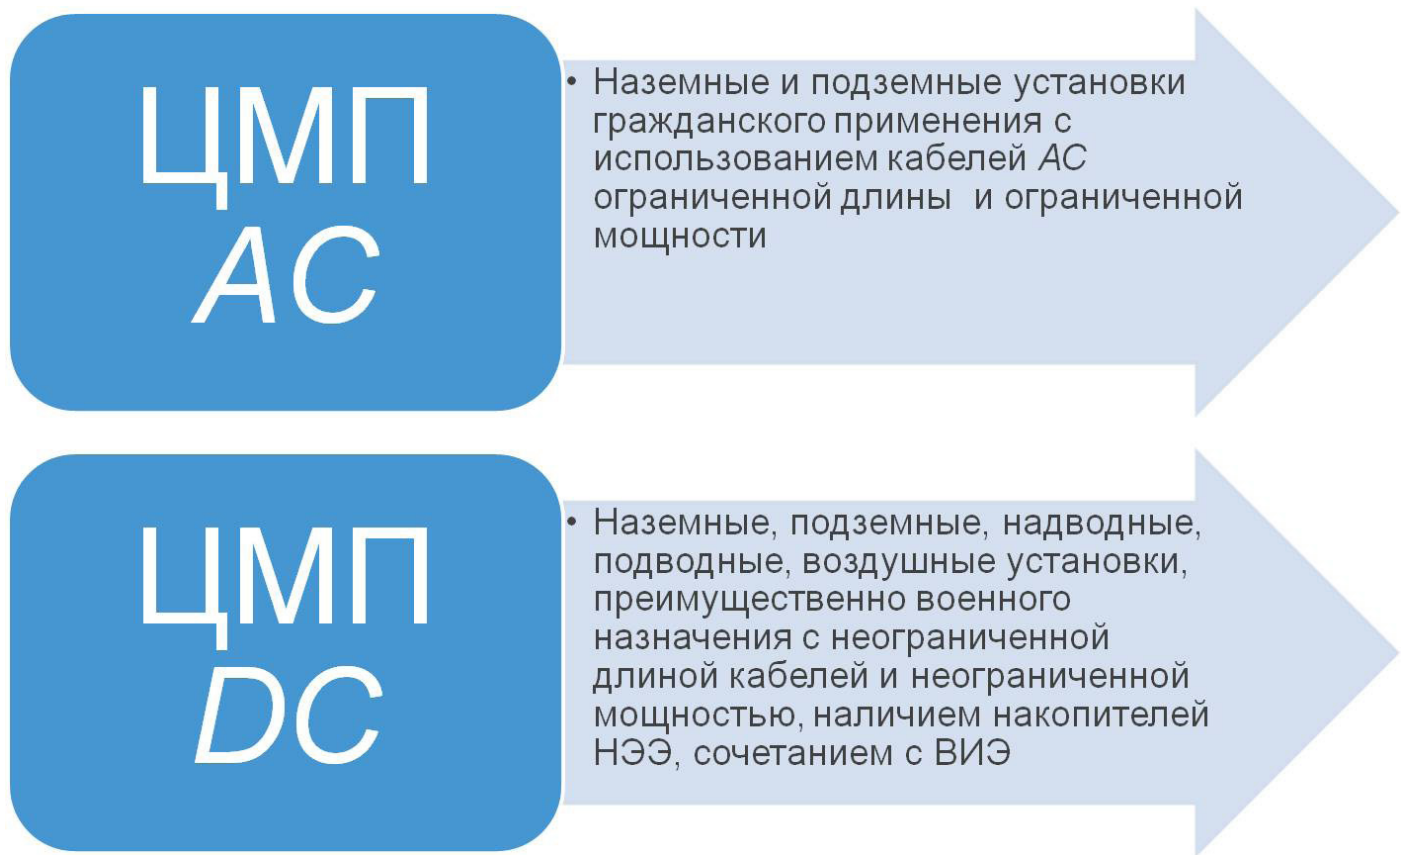 ЦМП
AC
• Наземные и подземные установки
гражданского применения с
использованием кабелей AC
ограниченной длины и ограниченной
мощности
ЦМП
DC
• Наземные, подземные, надводные,
подводные, воздушные установки,
преимущественно военного
назначения с неограниченной
длиной кабелей и неограниченной
мощностью, наличием накопителей
НЭЭ, сочетанием с ВИЭ